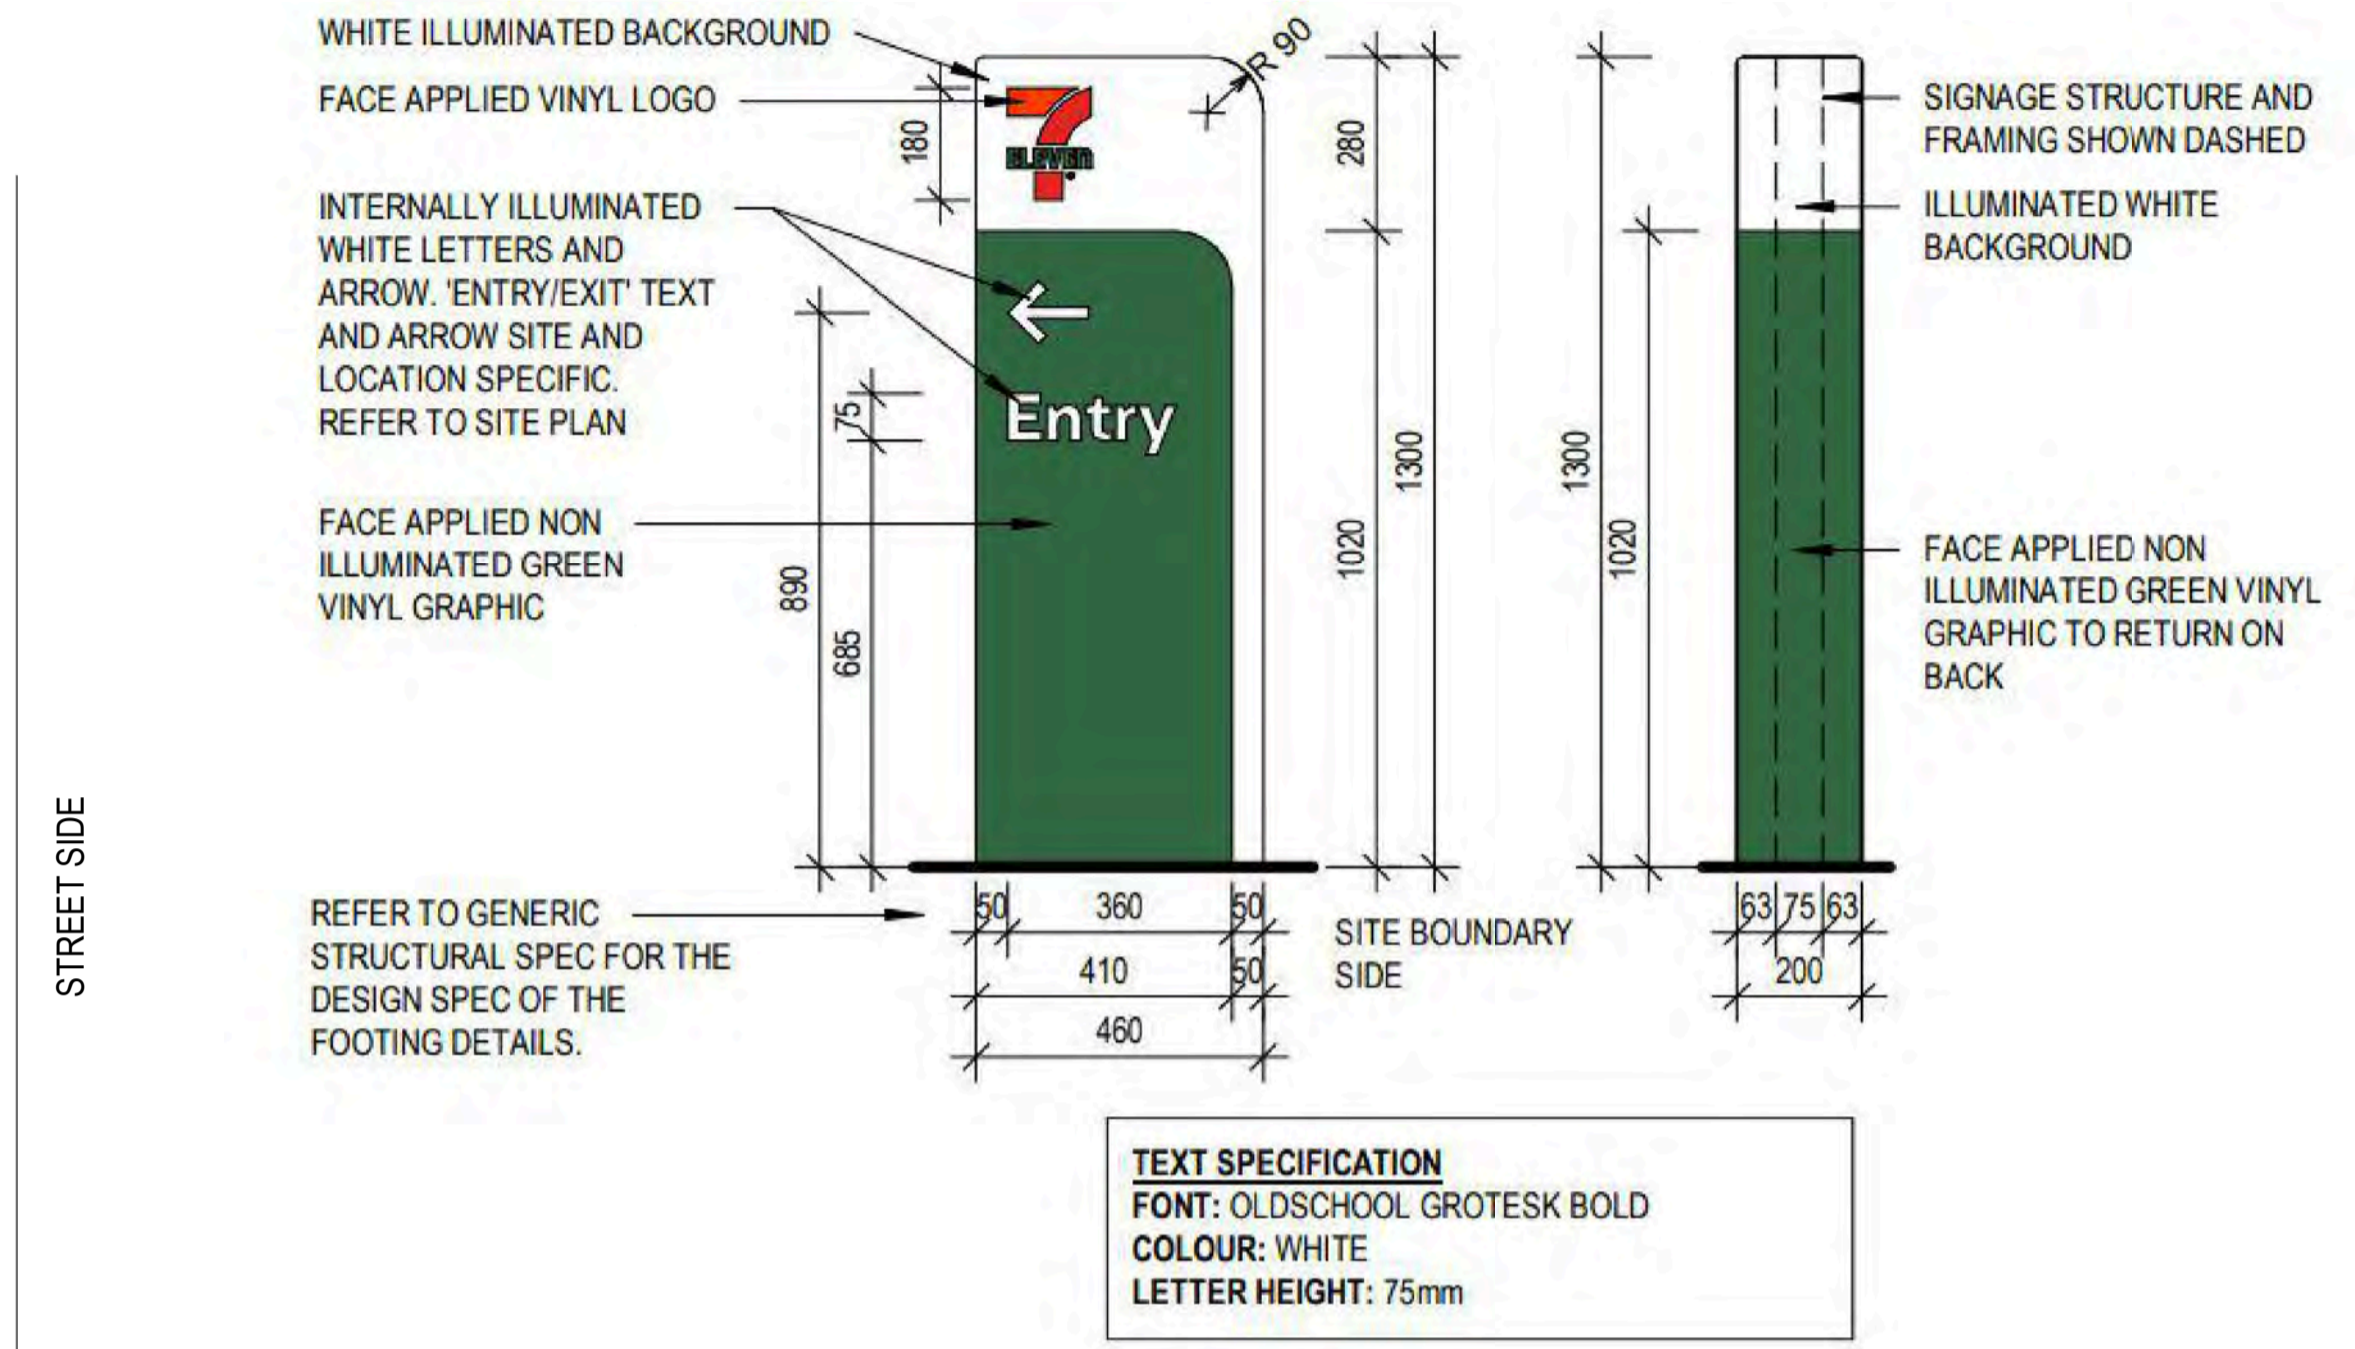 WHITE ILLUMINATED BACKGROUND
FACE APPLIED VINYL LOGO
INTERNALLY ILLUMINATED
WHITE LETTERS AND
ARROW. 'ENTRY/EXIT' TEXT
AND ARROW SITE AND
LOCATION SPECIFIC.
REFER TO SITE PLAN
FACE APPLIED NON
ILLUMINATED GREEN
VINYL GRAPHIC
REFER TO GENERIC
STRUCTURAL SPEC FOR THE
DESIGN SPEC OF THE
FOOTING DETAILS.
STREET SIDE
180
75
890
685
R 90
7
ELEVEn
Entry
280
1020
1300
50 360 50
410 50
460
SITE BOUNDARY
SIDE
1300
1020
63 75 63
200
SIGNAGE STRUCTURE AND
FRAMING SHOWN DASHED
ILLUMINATED WHITE
BACKGROUND
FACE APPLIED NON
ILLUMINATED GREEN VINYL
GRAPHIC TO RETURN ON
BACK
TEXT SPECIFICATION
FONT: OLDSCHOOL GROTESK BOLD
COLOUR: WHITE
LETTER HEIGHT: 75mm